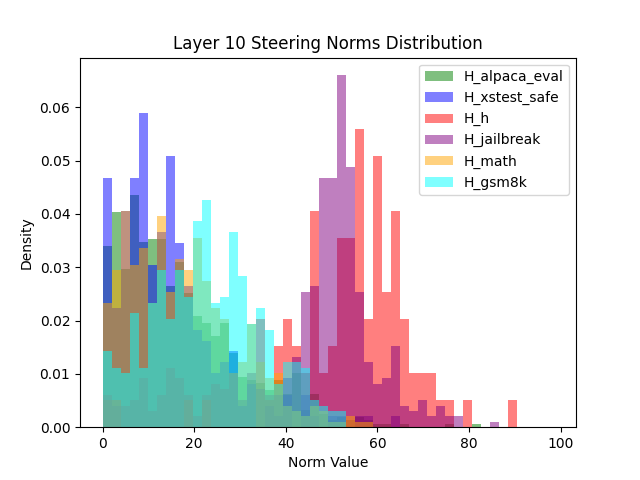 Layer 10 Steering Norms Distribution
H_alpaca_eval
H_xstest_safe
H_h
H_jailbreak
H_math
H_gsm8k
Density
0.06
0.05
0.04
0.03
0.02
0.01
0.00
0 20 40 60 80 100
Norm Value